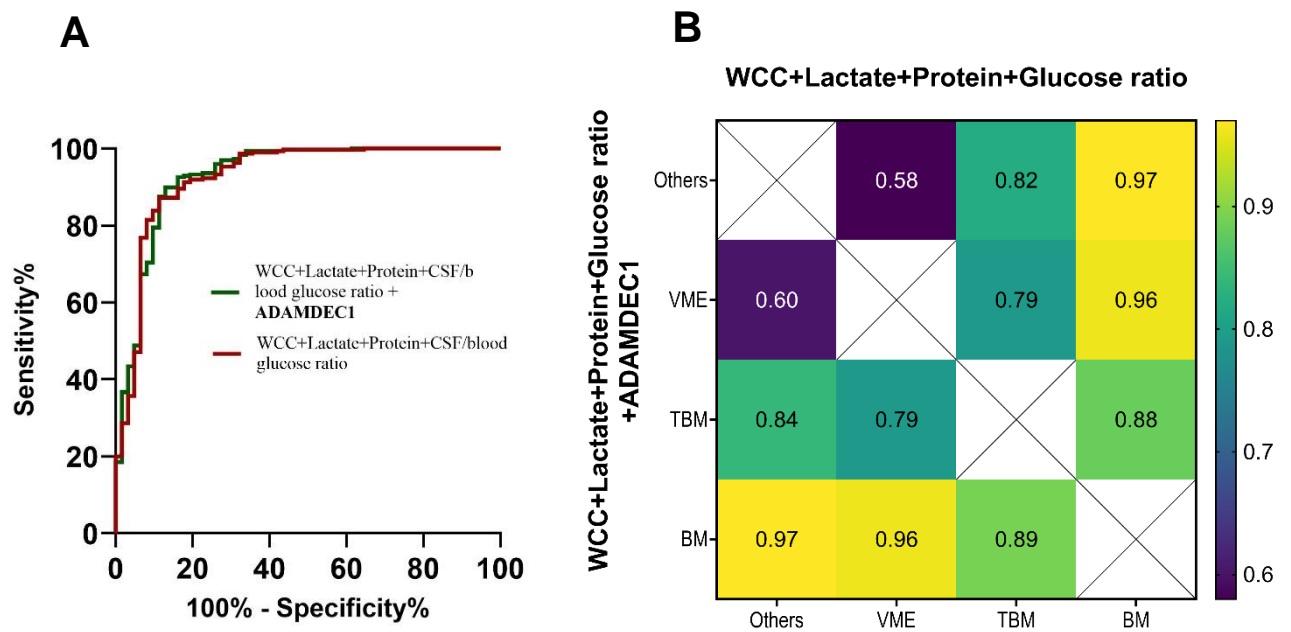 A
B
WCC+Lactate+Protein+Glucose ratio
WCC+Lactate+Protein+Glucose ratio
+ADAMDEC1
Sensitivity%
100
80
60
40
20
0
0 20 40 60 80 100
100% - Specificity%
WCC+Lactate+Protein+CSF/b
lood glucose ratio +
ADAMDEC1
WCC+Lactate+Protein+CSF/blood
glucose ratio
Others 0.58 0.82 0.97
VME 0.60 0.79 0.96
TBM 0.84 0.79 0.88
BM 0.97 0.96 0.89
Others VME TBM BM
0.9
0.8
0.7
0.6